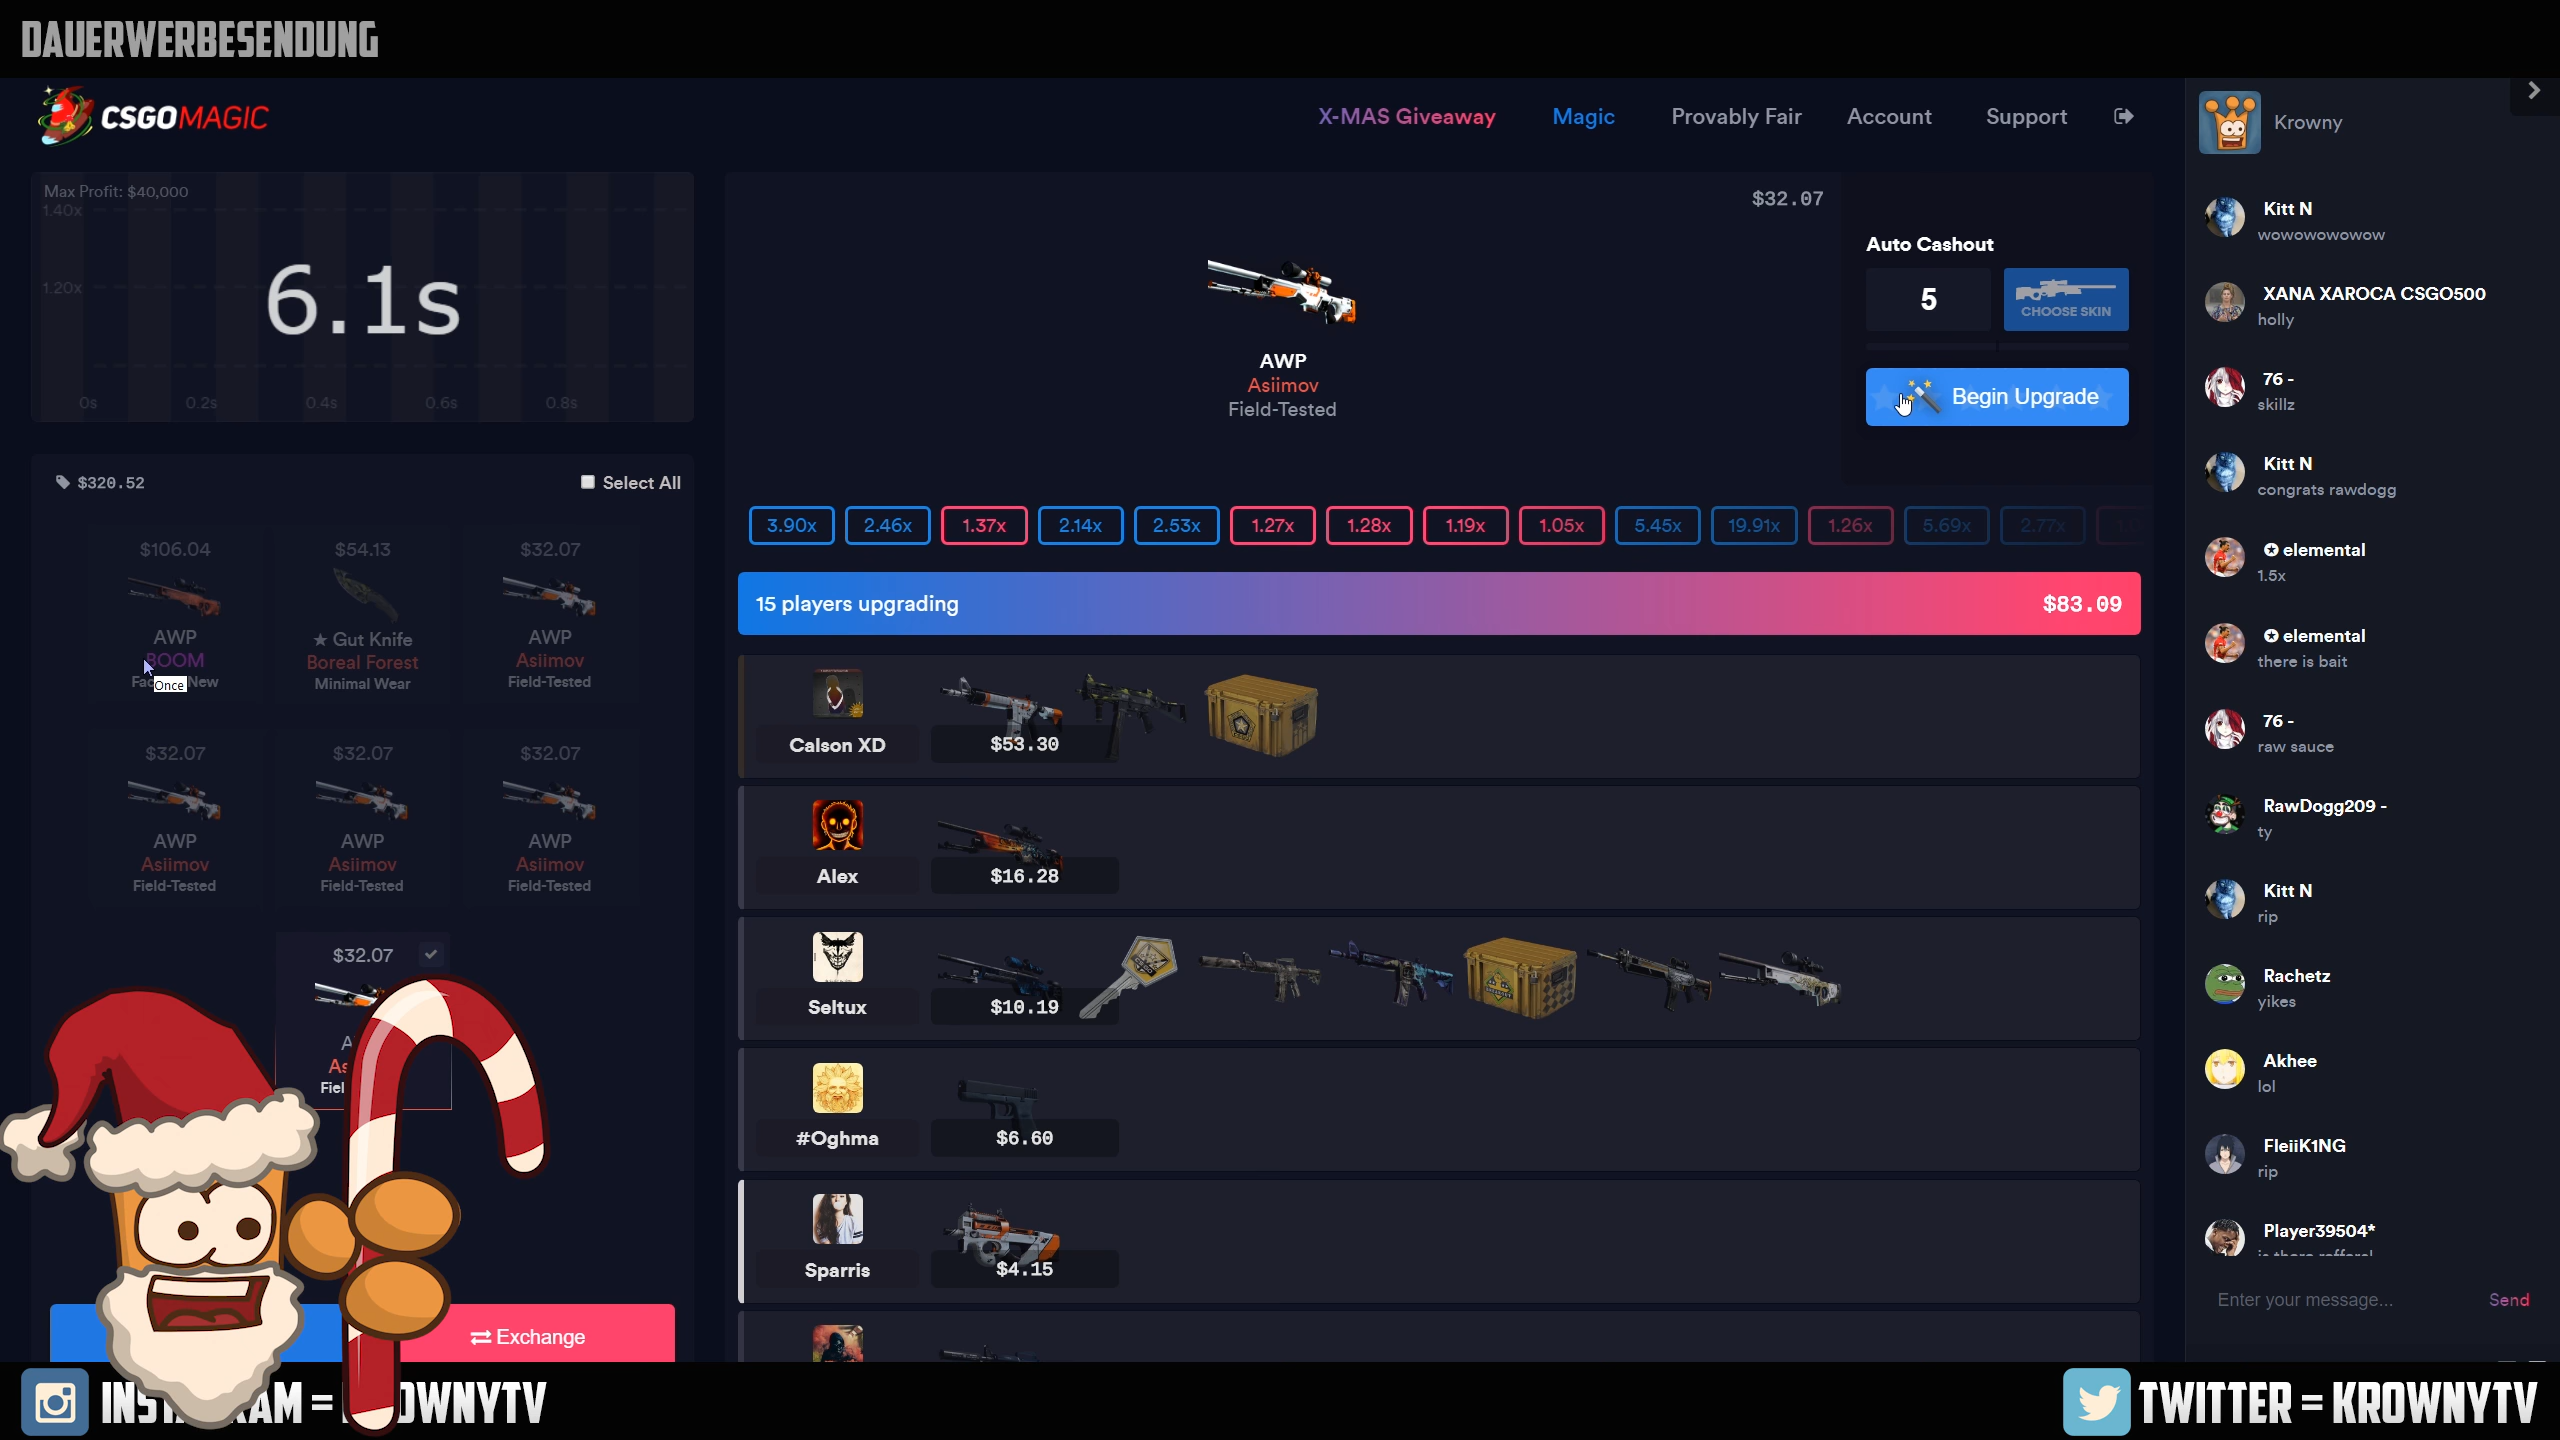 DAUERWERBESENDUNG
CSGOMAGIC
X-MAS Giveaway
Magic
Provably Fair
Account
Support
Max Profit: $40,000
1.40x
1.20x
6.1s
0s 0.2s 0.4s 0.6s 0.8s
$32.07
AWP
Asiimov
Field-Tested
Auto Cashout
5
CHOOSE SKIN
Begin Upgrade
$320.52
Select All
$106.04
AWP
BOOM
New
Once
$54.13
★ Gut Knife
Boreal Forest
Minimal Wear
$32.07
AWP
Asiimov
Field-Tested
$32.07
AWP
Asiimov
Field-Tested
$32.07
AWP
Asiimov
Field-Tested
$32.07
AWP
Asiimov
Field-Tested
$32.07
Exchange
3.90x 2.46x 1.37x 2.14x 2.53x 1.27x 1.28x 1.19x 1.05x 5.45x 19.91x 1.26x 5.69x 2.77x
15 players upgrading
$83.09
Calson XD
$53.30
Alex
$16.28
Seltux
$10.19
#Oghma
$6.60
Sparris
$4.15
Krowny
Kitt N
wowowowowow
XANA XAROCA CSGO500
holly
76 -
skillz
Kitt N
congrats rawdogg
✪ elemental
1.5x
✪ elemental
there is bait
76 -
raw sauce
RawDogg209 -
ty
Kitt N
rip
Rachetz
yikes
Akhee
lol
FleiiK1NG
rip
Player39504*
Enter your message...
Send
= 
TWITTER = KROWNYTV